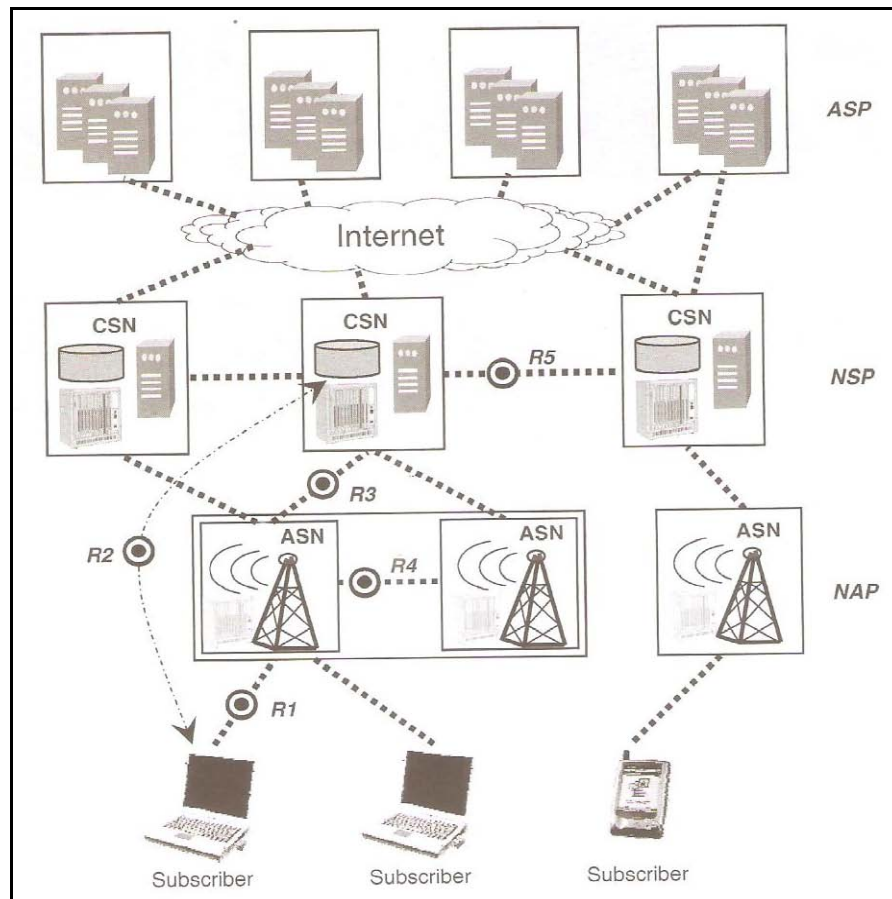 ASP
Internet
CSN
CSN
CSN
R5
NSP
R3
ASN
ASN
ASN
R2
R4
NAP
R1
Subscriber
Subscriber
Subscriber